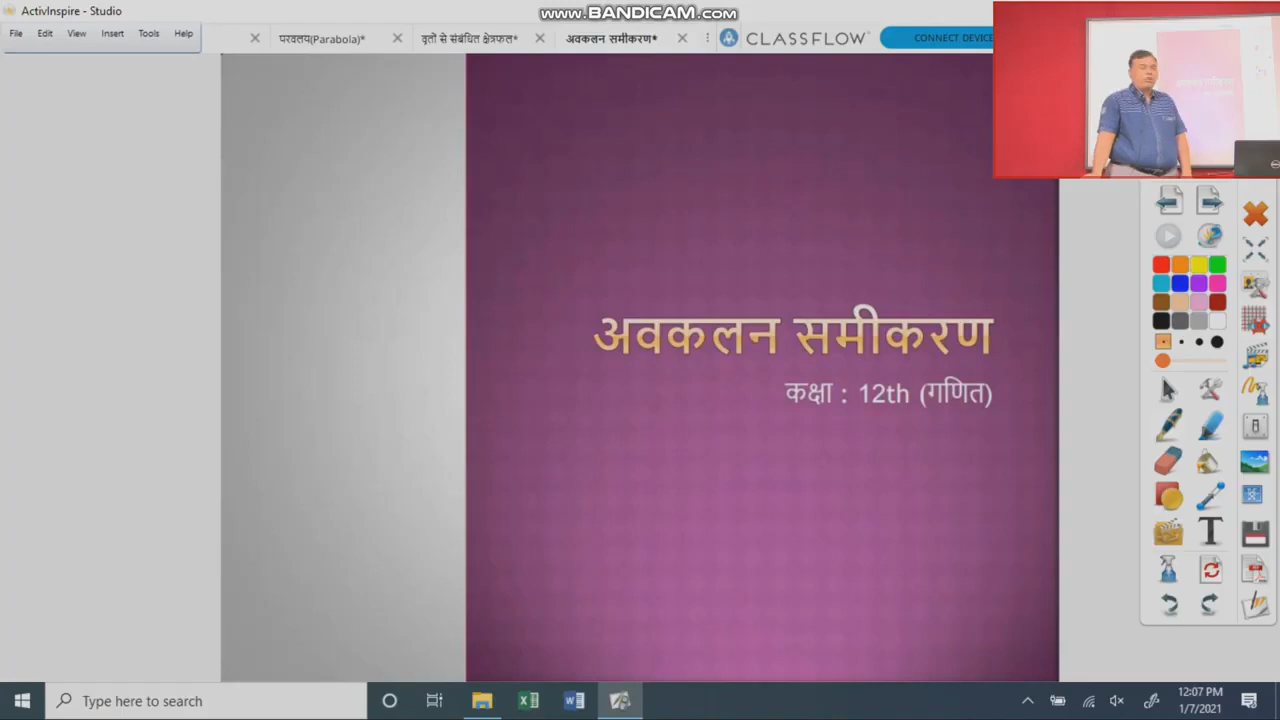 ActivInspire - Studio
www.BANDICAM.com
File Edit View Insert Tools Help
परवलय(Parabola)*
वृतों से संबंधित क्षेत्रफल*
अवकलन समीकरण*
CLASSFLOW
CONNECT DEVICE
अवकलन समीकरण
कक्षा : 12th (गणित)
Type here to search
12:07 PM
1/7/2021